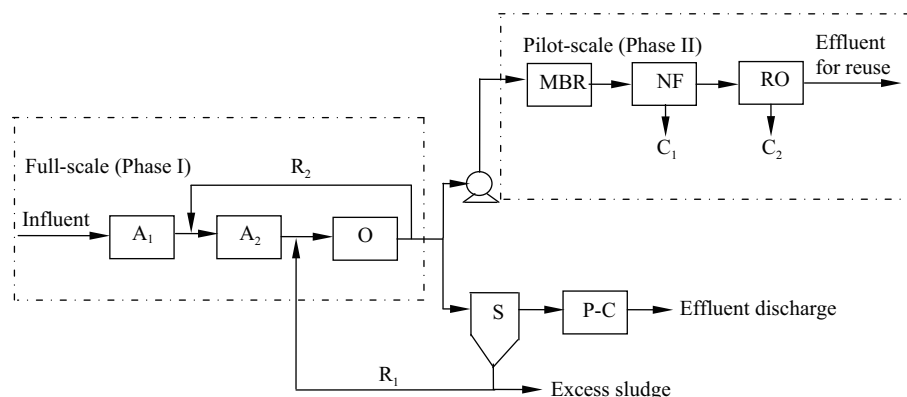 Pilot-scale (Phase II)
Effluent
for reuse
MBR
NF
RO
C₁
C₂
Full-scale (Phase I)
R₂
Influent
A₁
A₂
O
S
P-C
Effluent discharge
R₁
Excess sludge